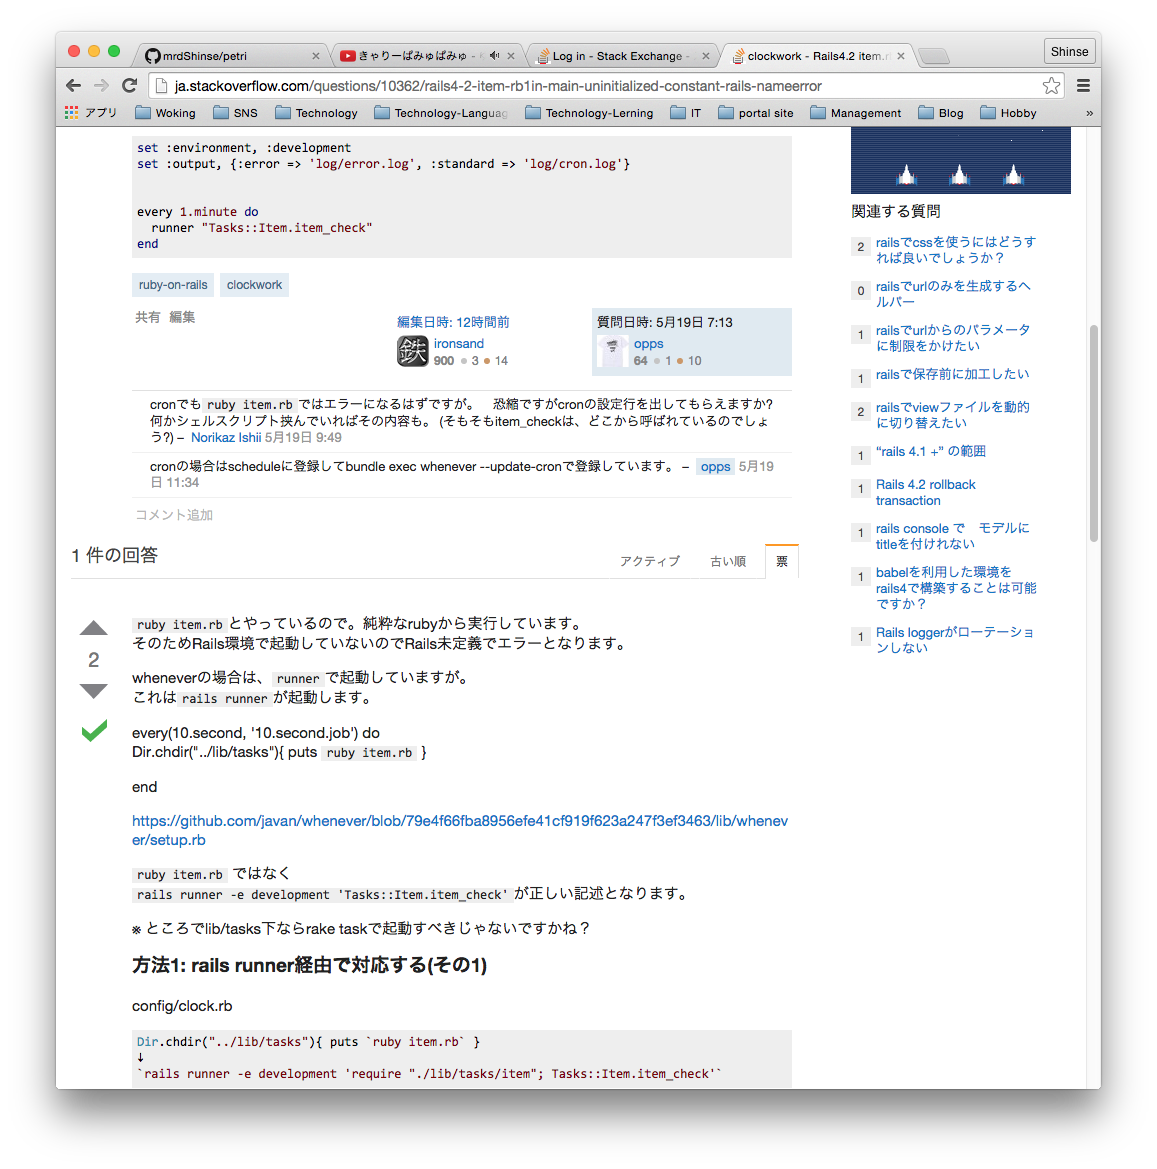 mrdShinse/petri
きゃりーぱみゅぱみゅ -
Log in - Stack Exchange -
clockwork - Rails4.2 item.r
Shinse
ja.stackoverflow.com/questions/10362/rails4-2-item-rb1in-main-uninitialized-constant-rails-nameerror
アプリ Woking SNS Technology Technology-Languag Technology-Lerning IT portal site Management Blog Hobby »
set :environment, :development
set :output, {:error => 'log/error.log', :standard => 'log/cron.log'}
every 1.minute do
runner "Tasks::Item.item_check"
end
ruby-on-rails clockwork
共有 編集
編集日時: 12時間前
ironsand
900 ● 3 ● 14
質問日時: 5月19日 7:13
opps
64 ● 1 ● 10
cronでも ruby item.rb ではエラーになるはずですが。　恐縮ですがcronの設定行を出してもらえますか?
何かシェルスクリプト挟んでいればその内容も。 (そもそもitem_checkは、どこから呼ばれているのでしょ
う?) – Norikaz Ishii 5月19日 9:49
cronの場合はscheduleに登録してbundle exec whenever --update-cronで登録しています。 – opps 5月19
日 11:34
コメント追加
1 件の回答
アクティブ 古い順 票
2
ruby item.rb とやっているので。純粋なrubyから実行しています。
そのためRails環境で起動していないのでRails未定義でエラーとなります。
wheneverの場合は、 runner で起動していますが。
これは rails runner が起動します。
every(10.second, '10.second.job') do
Dir.chdir("../lib/tasks"){ puts ruby item.rb }
end
https://github.com/javan/whenever/blob/79e4f66fba8956efe41cf919f623a247f3ef3463/lib/whenev
er/setup.rb
ruby item.rb ではなく
rails runner -e development 'Tasks::Item.item_check' が正しい記述となります。
※ ところでlib/tasks下ならrake taskで起動すべきじゃないですかね？
方法1: rails runner経由で対応する(その1)
config/clock.rb
Dir.chdir("../lib/tasks"){ puts `ruby item.rb` }
↓
`rails runner -e development 'require "./lib/tasks/item"; Tasks::Item.item_check'`
関連する質問
2 railsでcssを使うにはどうす
れば良いでしょうか？
0 railsでurlのみを生成するヘ
ルパー
1 railsでurlからのパラメータ
に制限をかけたい
1 railsで保存前に加工したい
2 railsでviewファイルを動的
に切り替えたい
1 “rails 4.1 +” の範囲
1 Rails 4.2 rollback
transaction
1 rails console で　モデルに
titleを付けれない
1 babelを利用した環境を
rails4で構築することは可能
ですか？
1 Rails loggerがローテーショ
ンしない